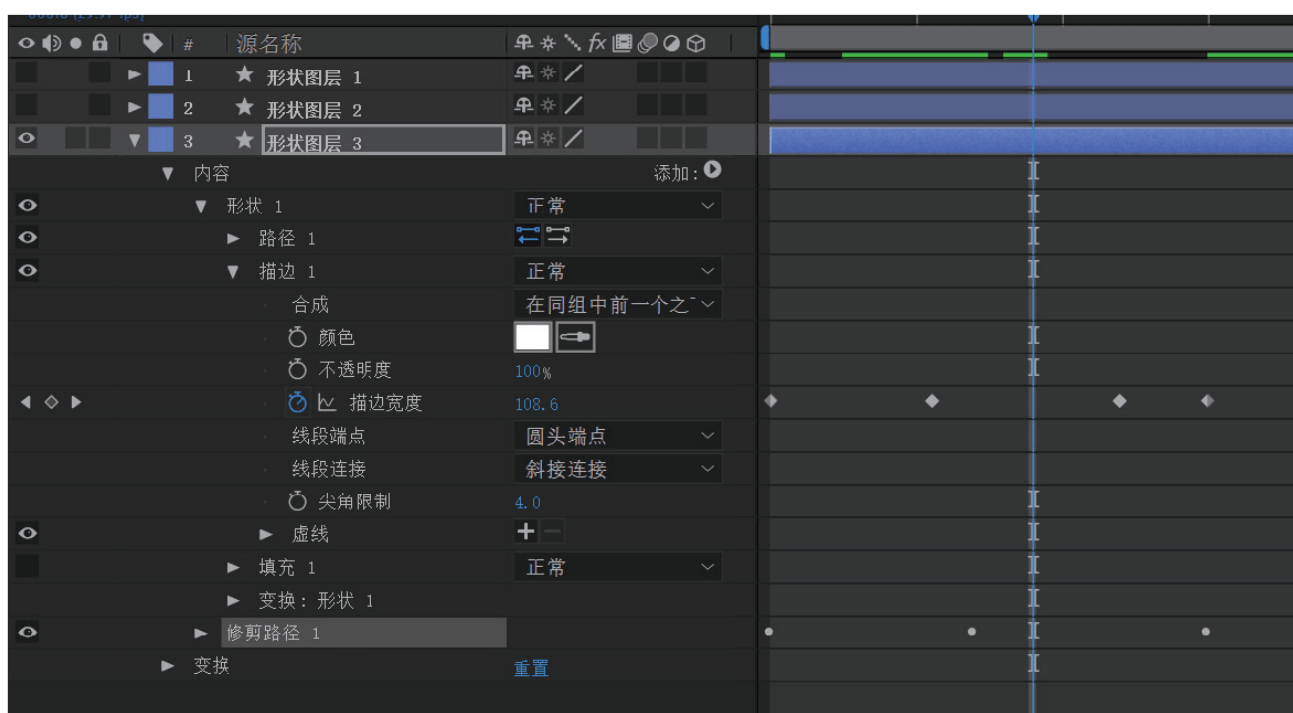 # 源名称 fx
1 形状图层 1
2 形状图层 2
3 形状图层 3
内容 添加:
形状 1 正常
路径 1
描边 1 正常
合成 在同组中前一个之
颜色
不透明度 100%
描边宽度 108.6
线段端点 圆头端点
线段连接 斜接连接
尖角限制 4.0
虚线
填充 1 正常
变换: 形状 1
修剪路径 1
变换 重置